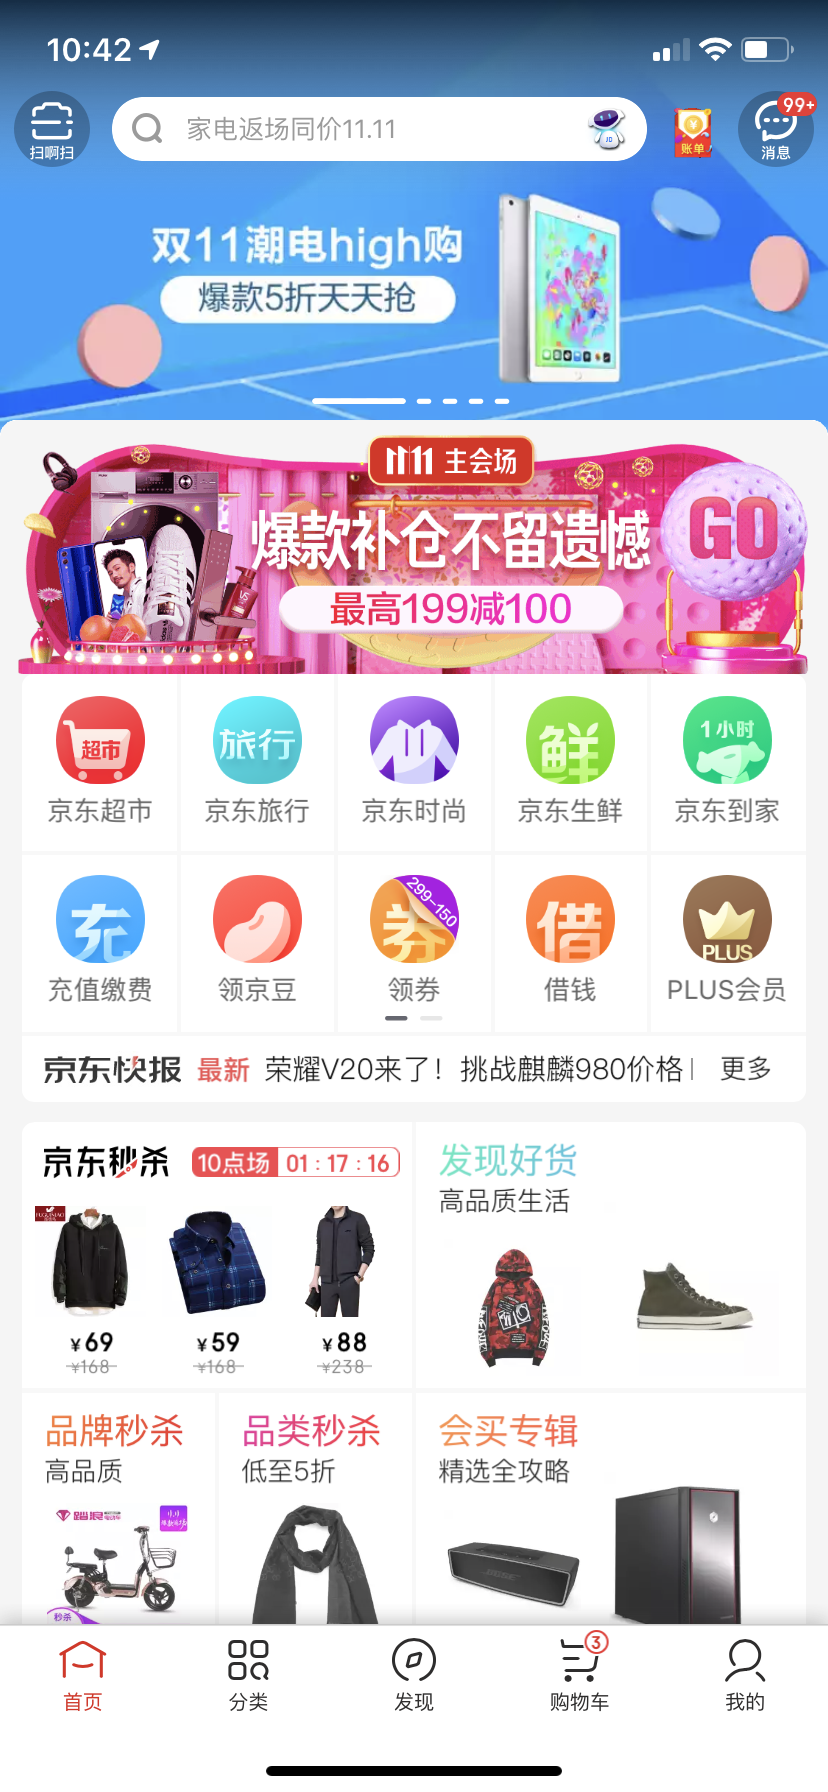 10:42
扫啊扫
家电返场同价11.11
JD
账单
99+
消息
双11潮电high购
爆款5折天天抢
11.11 主会场
爆款补仓不留遗憾
GO
最高199减100
超市
旅行
鲜
1小时
京东超市
京东旅行
京东时尚
京东生鲜
京东到家
充
券
299-150
借
PLUS
充值缴费
领京豆
领券
借钱
PLUS会员
京东快报
最新
荣耀V20来了！挑战麒麟980价格
更多
京东秒杀
10点场
01:17:16
发现好货
高品质生活
¥69
¥168
¥59
¥168
¥88
¥238
品牌秒杀
高品质
品类秒杀
低至5折
会买专辑
精选全攻略
踏浪
秒杀
BOSE
首页
分类
发现
3
购物车
我的